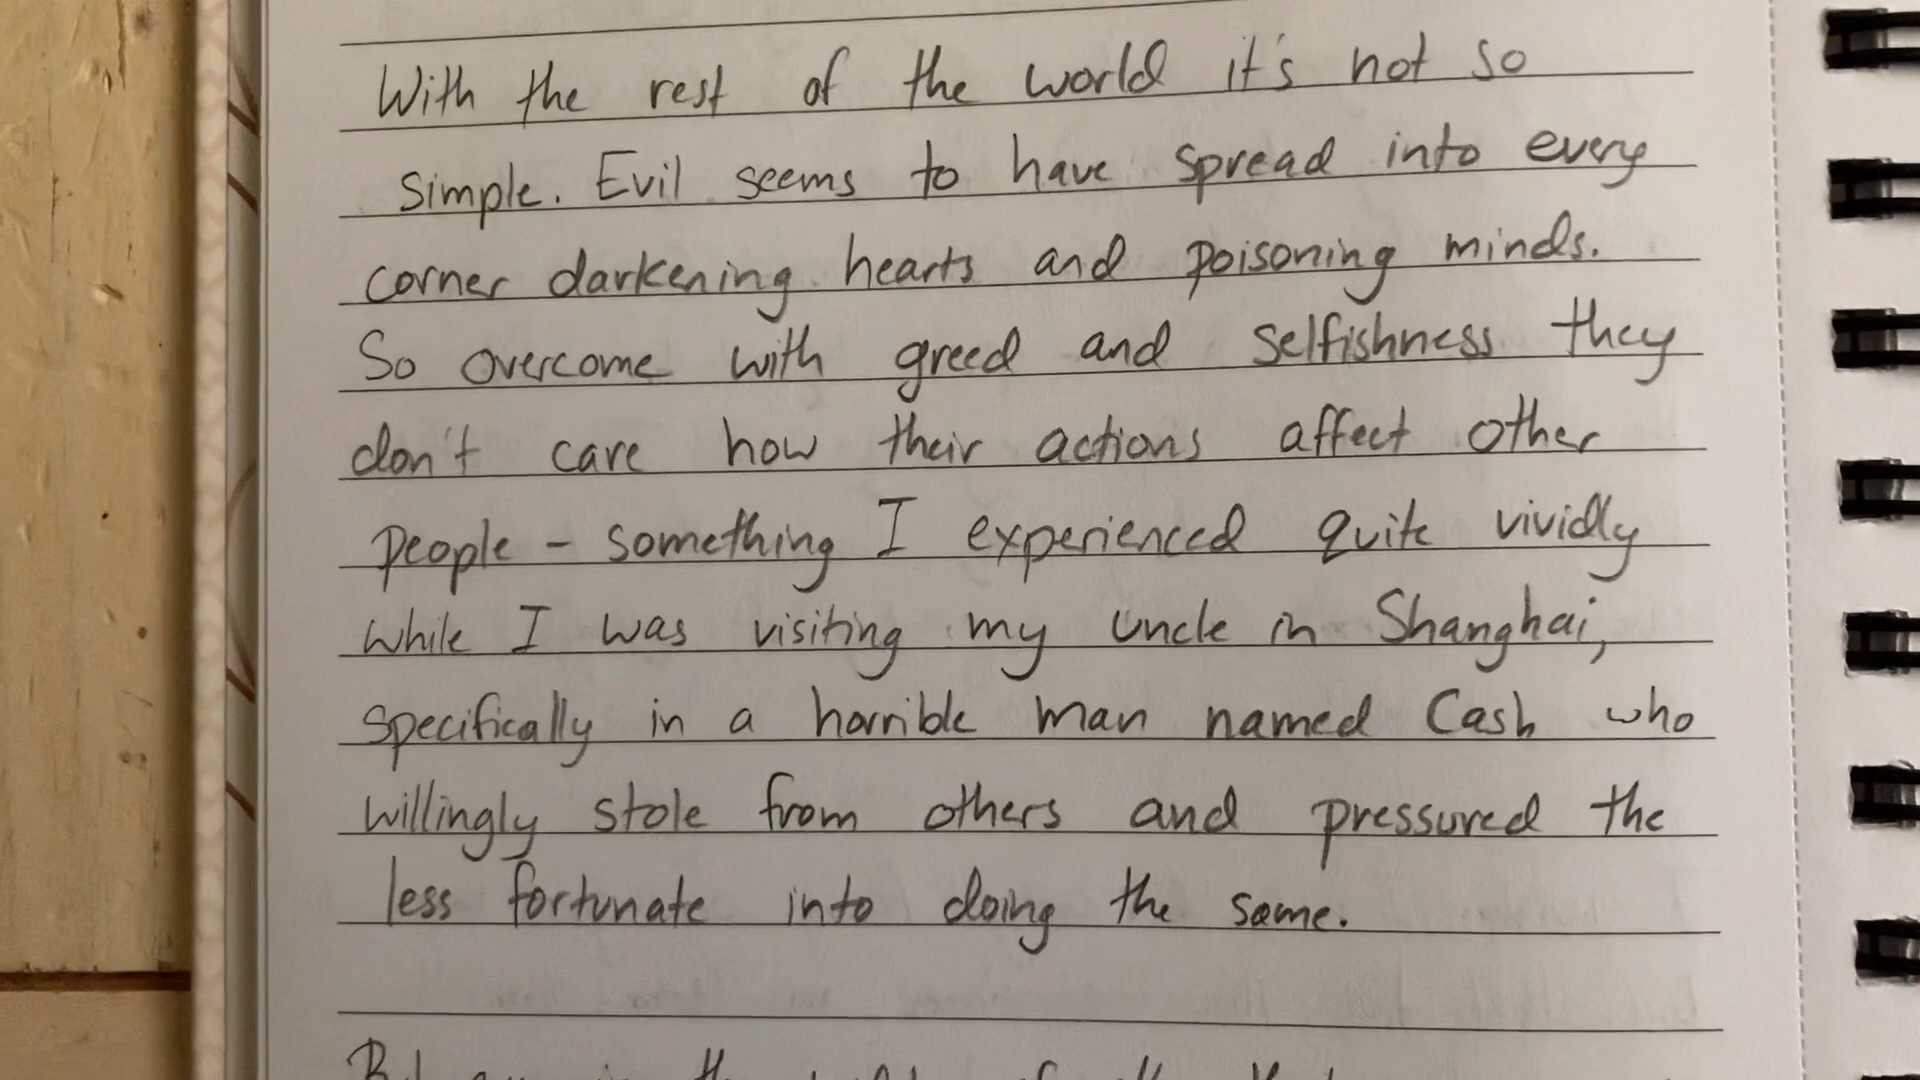 With the rest of the world it's not so
simple. Evil seems to have spread into every
corner darkening hearts and poisoning minds.
So overcome with greed and selfishness they
don't care how their actions affect other
people - something I experienced quite vividly
while I was visiting my uncle in Shanghai,
specifically in a horrible man named Cash who
willingly stole from others and pressured the
less fortunate into doing the same.